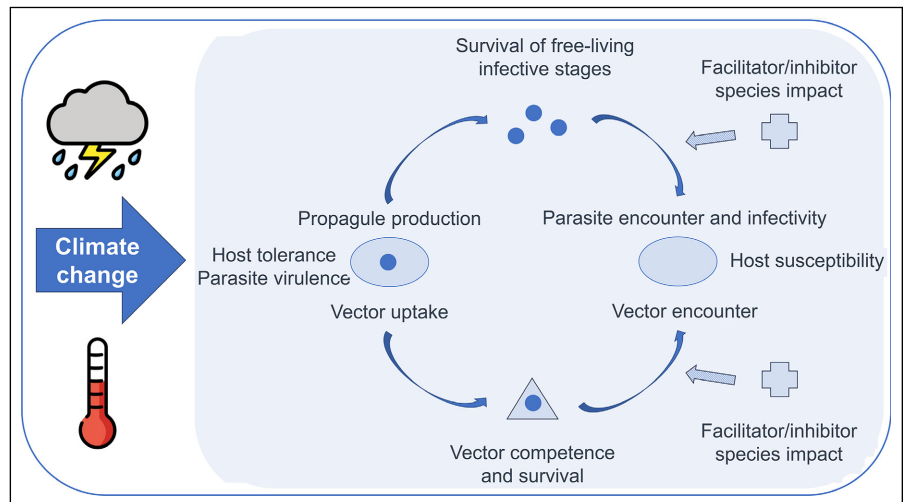 Survival of free-living
infective stages
Facilitator/inhibitor
species impact
Climate
change
Propagule production
Parasite encounter and infectivity
Host tolerance
Parasite virulence
Host susceptibility
Vector uptake
Vector encounter
Vector competence
and survival
Facilitator/inhibitor
species impact